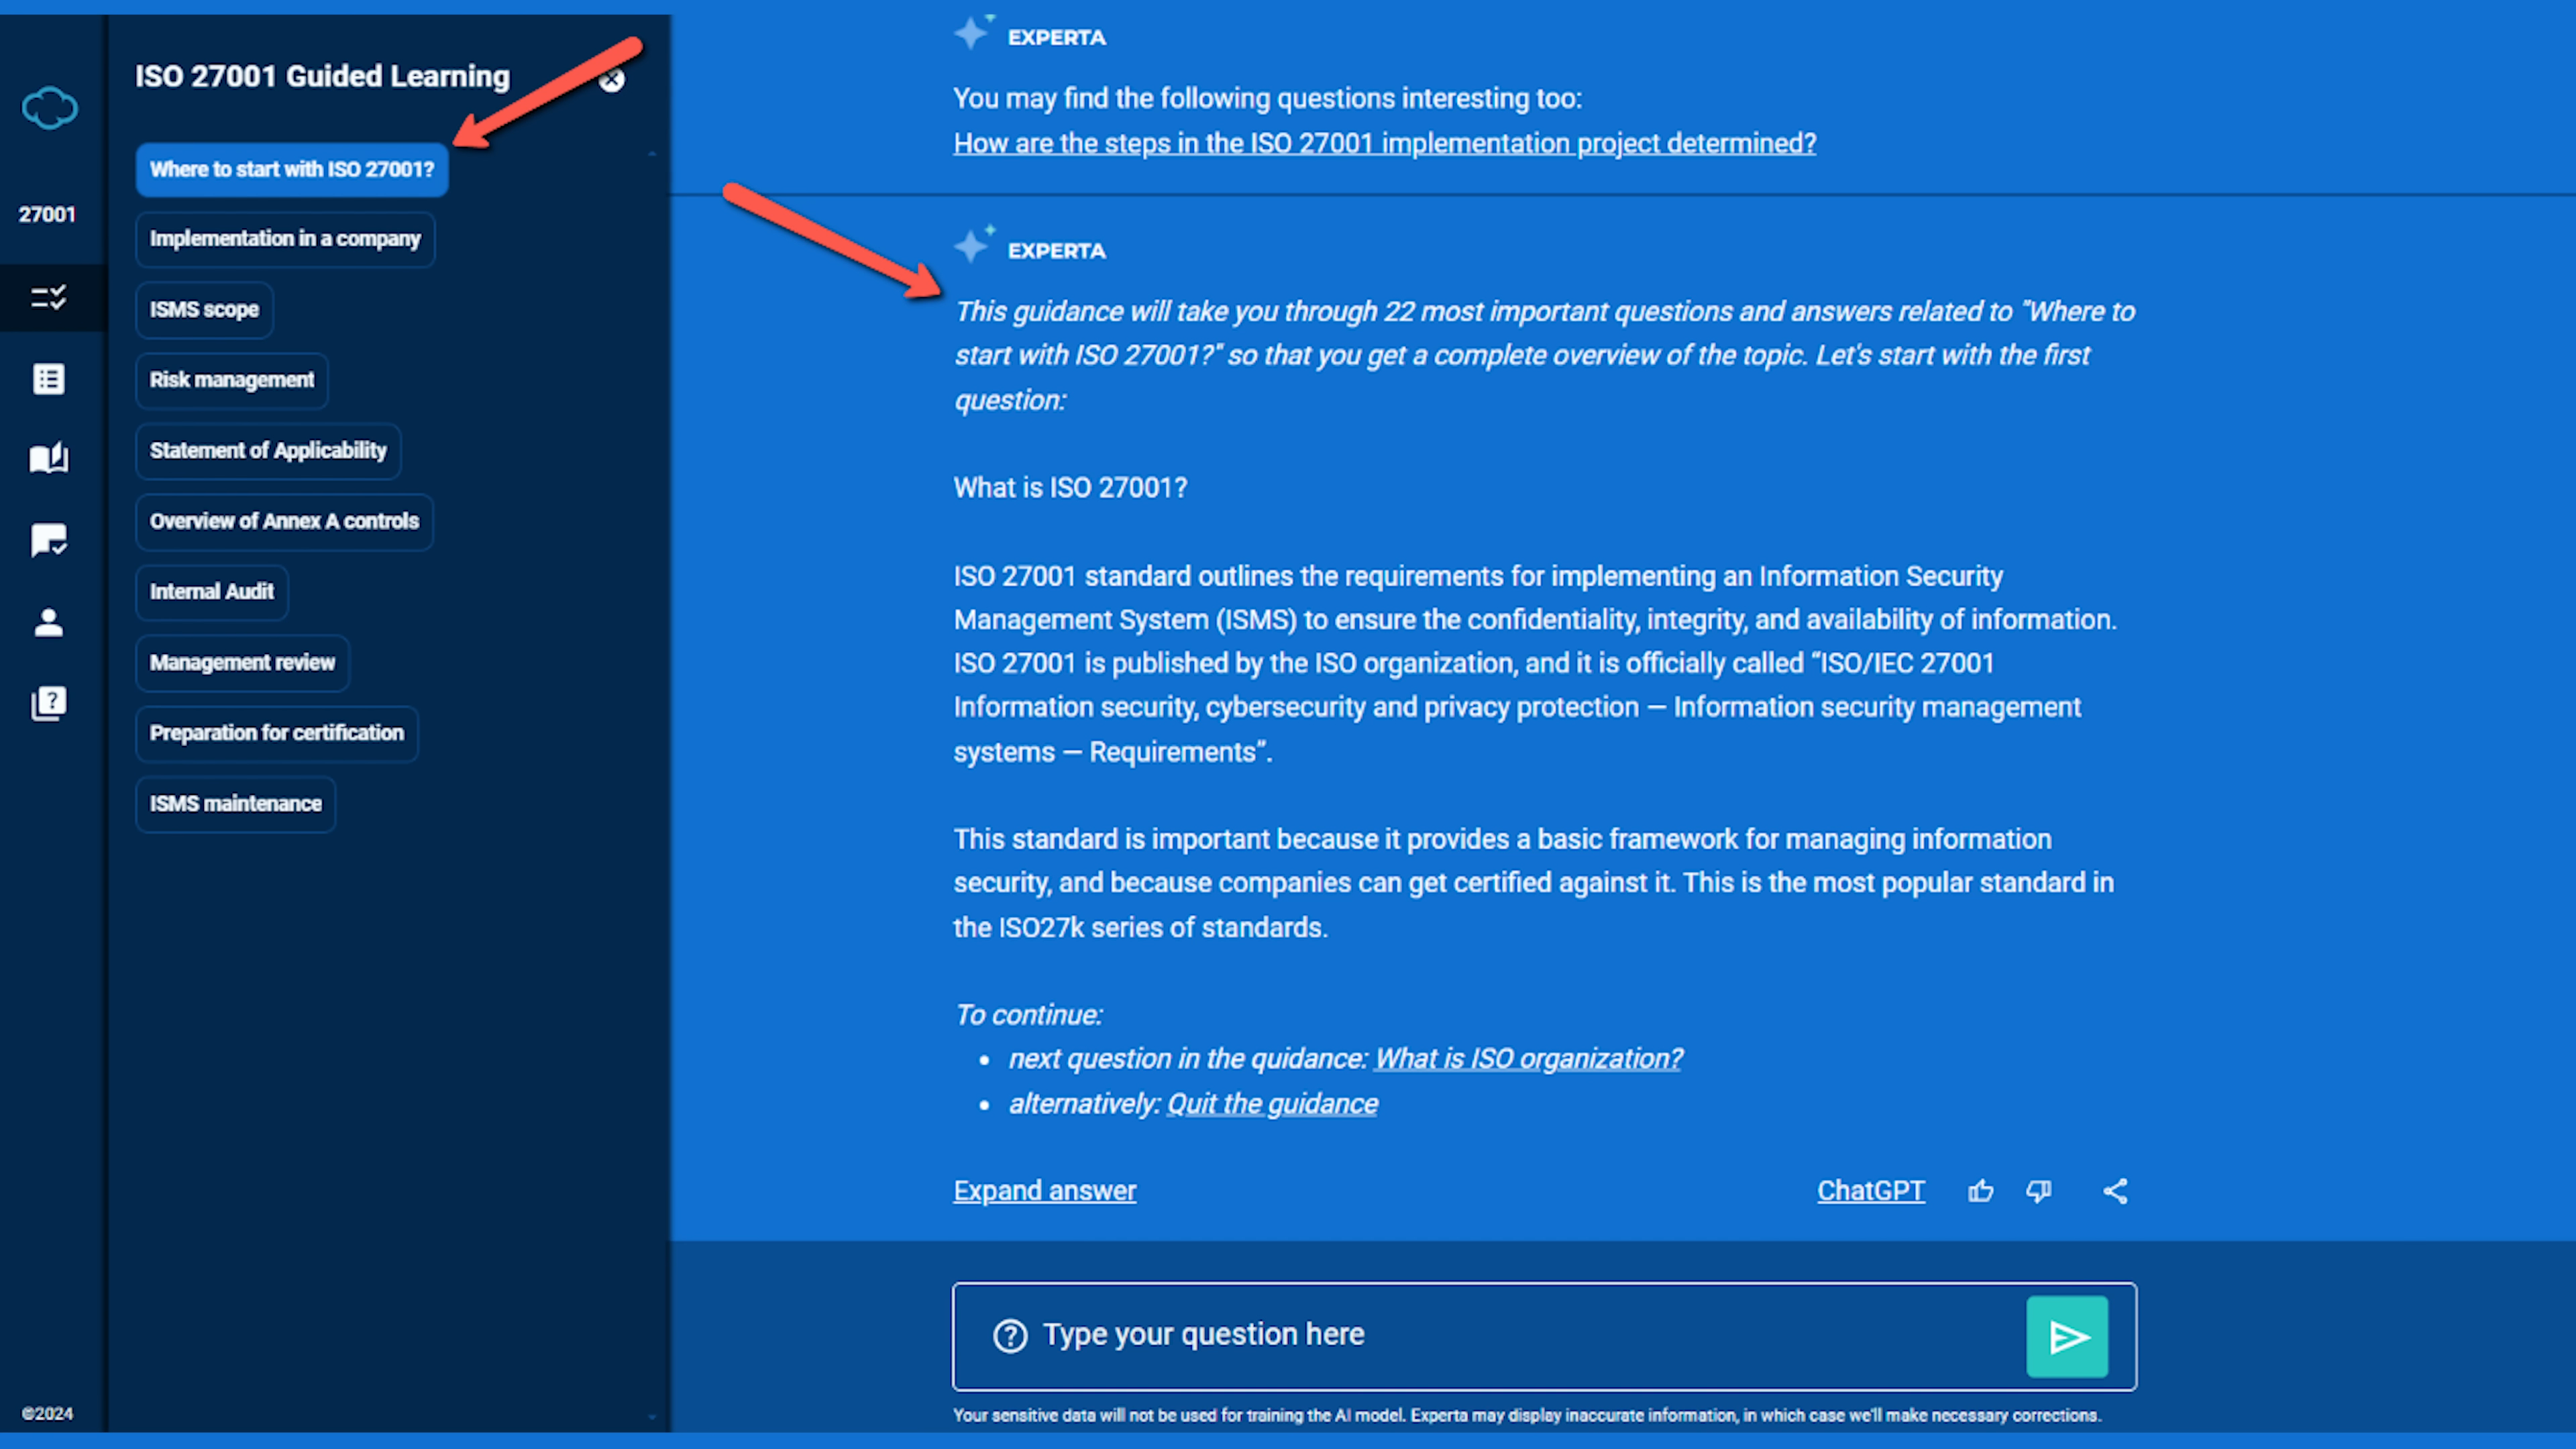 27001
©2024
ISO 27001 Guided Learning
Where to start with ISO 27001?
Implementation in a company
ISMS scope
Risk management
Statement of Applicability
Overview of Annex A controls
Internal Audit
Management review
Preparation for certification
ISMS maintenance
EXPERTA
You may find the following questions interesting too:
How are the steps in the ISO 27001 implementation project determined?
EXPERTA
This guidance will take you through 22 most important questions and answers related to "Where to
start with ISO 27001?" so that you get a complete overview of the topic. Let's start with the first
question:
What is ISO 27001?
ISO 27001 standard outlines the requirements for implementing an Information Security
Management System (ISMS) to ensure the confidentiality, integrity, and availability of information.
ISO 27001 is published by the ISO organization, and it is officially called “ISO/IEC 27001
Information security, cybersecurity and privacy protection — Information security management
systems — Requirements”.
This standard is important because it provides a basic framework for managing information
security, and because companies can get certified against it. This is the most popular standard in
the ISO27k series of standards.
To continue:
• next question in the quidance: What is ISO organization?
• alternatively: Quit the guidance
Expand answer
ChatGPT
Type your question here
Your sensitive data will not be used for training the AI model. Experta may display inaccurate information, in which case we'll make necessary corrections.